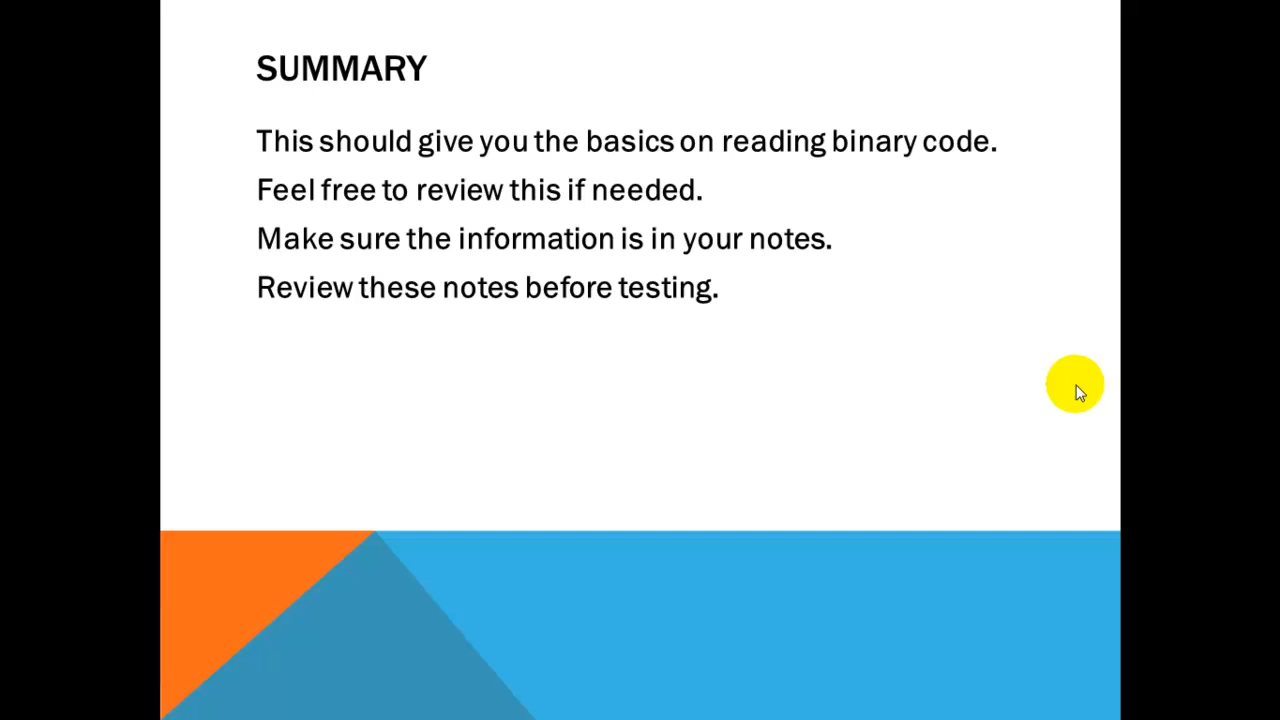 SUMMARY
This should give you the basics on reading binary code.
Feel free to review this if needed.
Make sure the information is in your notes.
Review these notes before testing.